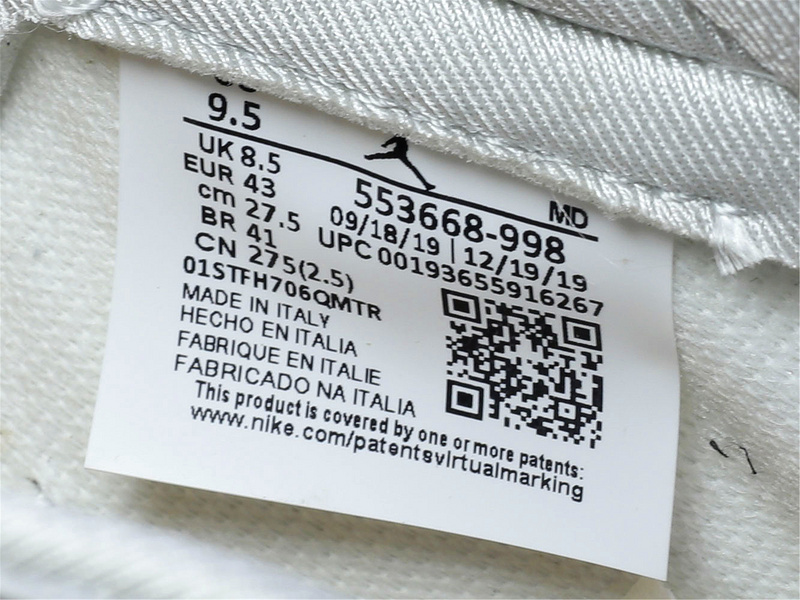 9.5
UK 8.5
EUR 43
cm 27.5
BR 41
CN 275(2.5)
01STFH706QMTR
MD
553668-998
09/18/19 | 12/19/19
UPC 00193655916267
MADE IN ITALY
HECHO EN ITALIA
FABRIQUE EN ITALIE
FABRICADO NA ITALIA
This product is covered by one or more patents:
www.nike.com/patentsvirtualmarking